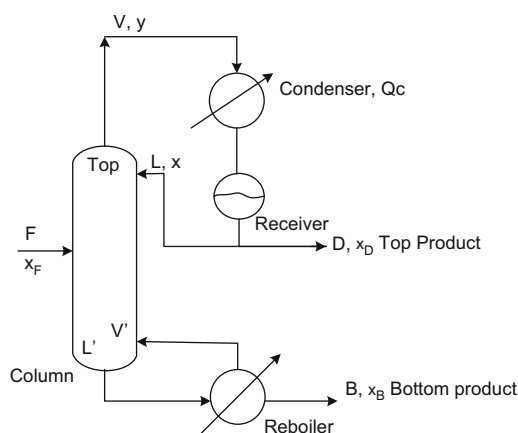 V, y
Condenser, Qc
Top
L, x
Receiver
F
x_F
D, x_D Top Product
V'
L'
Column
B, x_B Bottom product
Reboiler